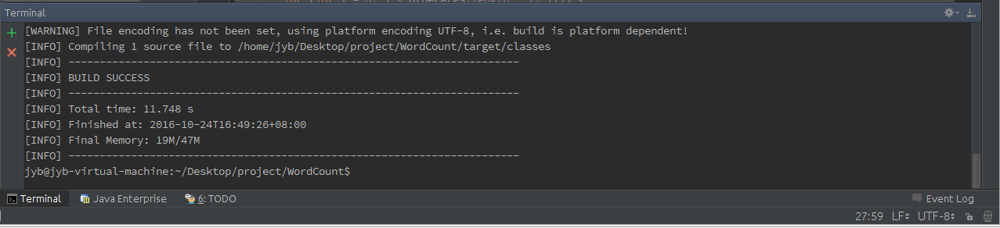 Terminal
[WARNING] File encoding has not been set, using platform encoding UTF-8, i.e. build is platform dependent!
[INFO] Compiling 1 source file to /home/jyb/Desktop/project/WordCount/target/classes
[INFO] ------------------------------------------------------------------------
[INFO] BUILD SUCCESS
[INFO] ------------------------------------------------------------------------
[INFO] Total time: 11.748 s
[INFO] Finished at: 2016-10-24T16:49:26+08:00
[INFO] Final Memory: 19M/47M
[INFO] ------------------------------------------------------------------------
jyb@jyb-virtual-machine:~/Desktop/project/WordCount$
Terminal Java Enterprise 6: TODO Event Log
27:59 LF UTF-8